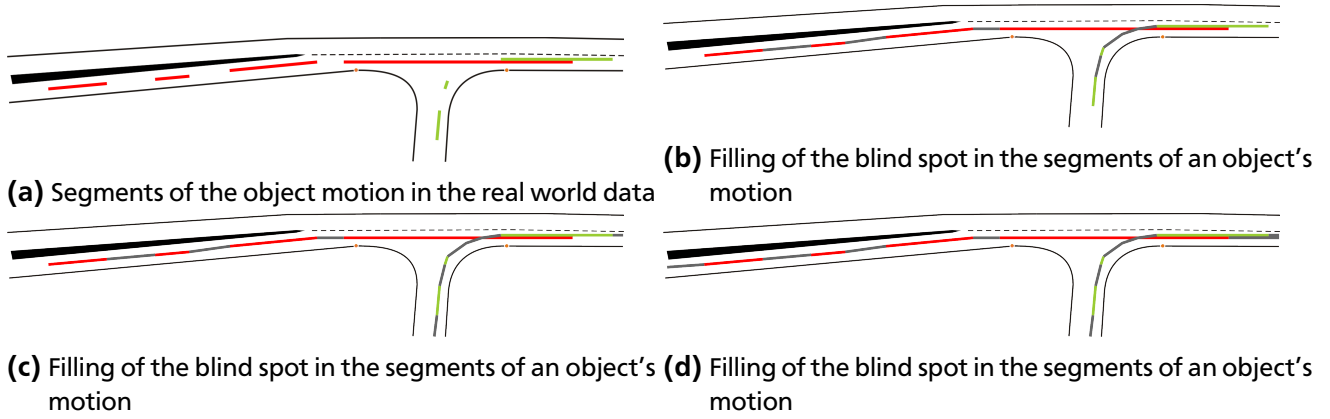 (a) Segments of the object motion in the real world data
(b) Filling of the blind spot in the segments of an object’s
motion
(c) Filling of the blind spot in the segments of an object’s
motion
(d) Filling of the blind spot in the segments of an object’s
motion